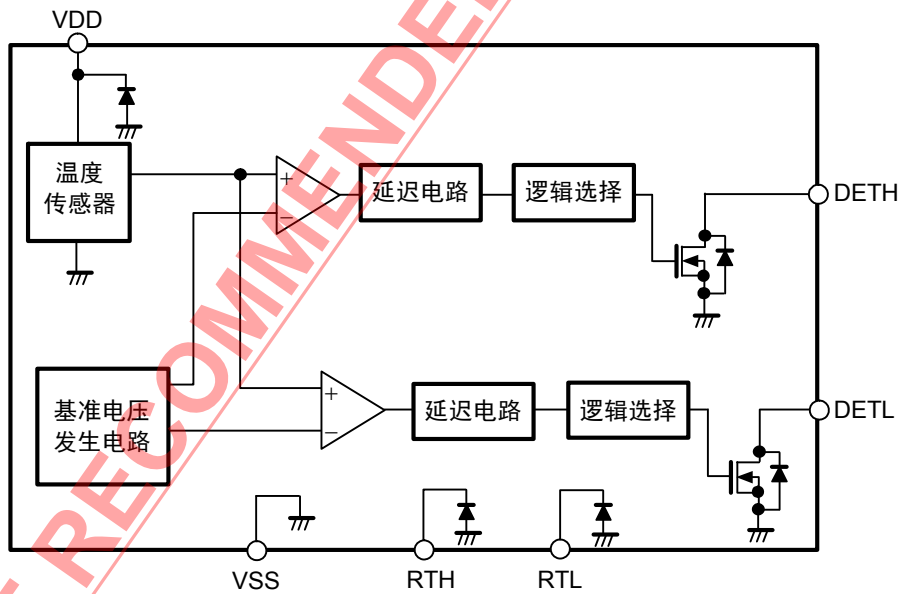 VDD
温度
传感器
+
−
延迟电路
逻辑选择
DETH
基准电压
发生电路
+
−
延迟电路
逻辑选择
DETL
VSS
RTH
RTL
RECOMMENDE